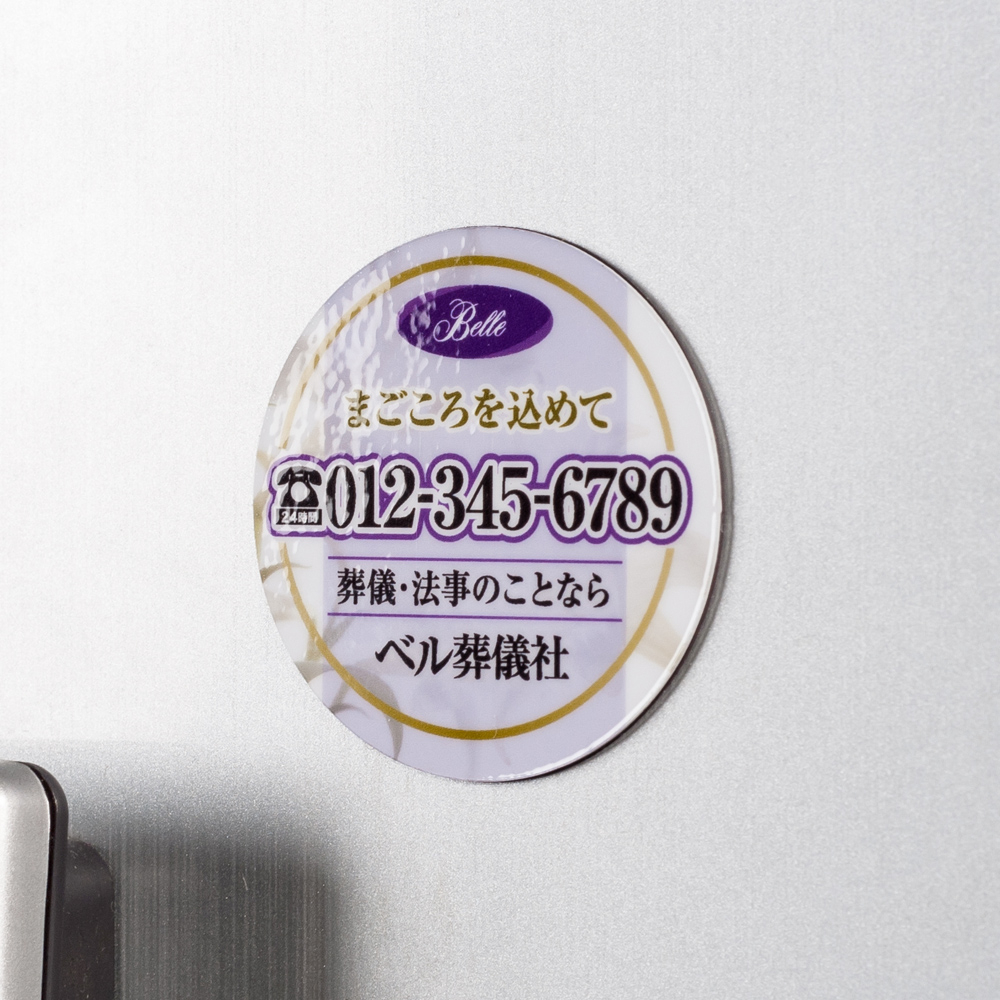 Belle
まごころを込めて
☎012-345-6789
24時間
葬儀・法事のことなら
ベル葬儀社